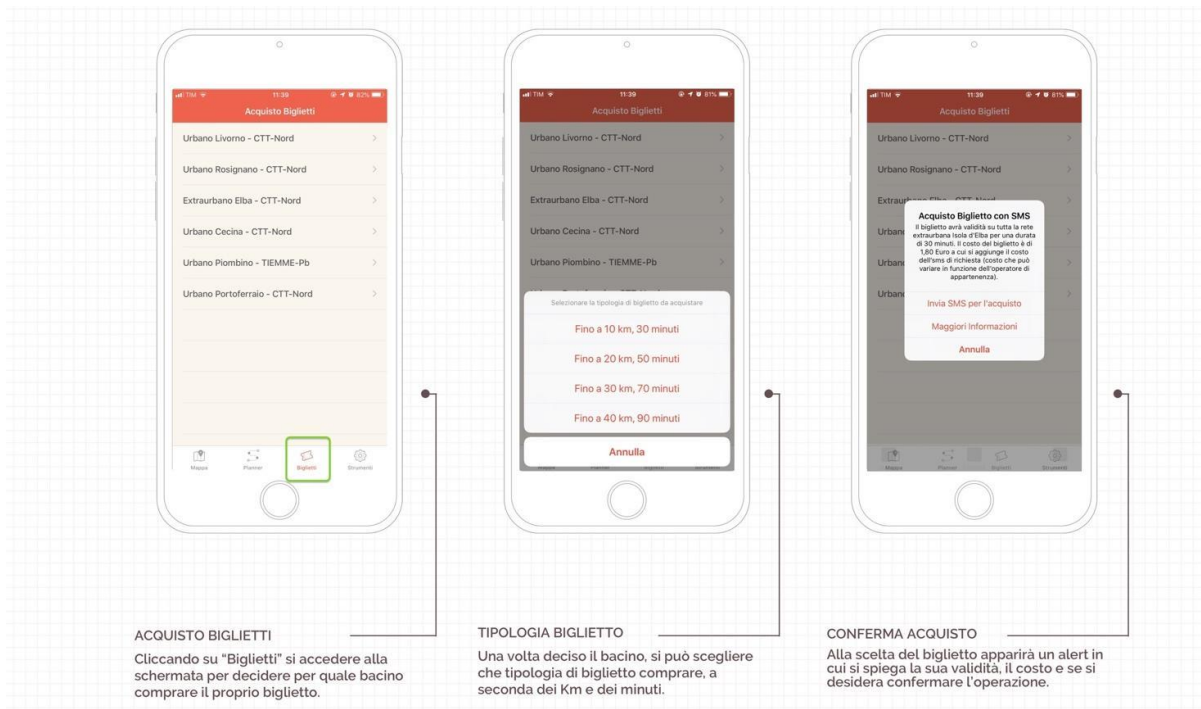 TIM 11:39 82%
Acquisto Biglietti
Urbano Livorno - CTT-Nord
Urbano Rosignano - CTT-Nord
Extraurbano Elba - CTT-Nord
Urbano Cecina - CTT-Nord
Urbano Piombino - TIEMME-Pb
Urbano Portoferraio - CTT-Nord
Mappa Planner Biglietti Strumenti
TIM 11:39 81%
Acquisto Biglietti
Urbano Livorno - CTT-Nord
Urbano Rosignano - CTT-Nord
Extraurbano Elba - CTT-Nord
Urbano Cecina - CTT-Nord
Urbano Piombino - TIEMME-Pb
Selezionare la tipologia di biglietto da acquistare
Fino a 10 km, 30 minuti
Fino a 20 km, 50 minuti
Fino a 30 km, 70 minuti
Fino a 40 km, 90 minuti
Annulla
TIM 11:39 81%
Acquisto Biglietti
Urbano Livorno - CTT-Nord
Urbano Rosignano - CTT-Nord
Acquisto Biglietto con SMS
Il biglietto avrà validità su tutta la rete
extraurbana Isola d'Elba per una durata
di 30 minuti. Il costo del biglietto è di
1,80 Euro a cui si aggiunge il costo
dell'sms di richiesta (costo che può
variare in funzione dell'operatore di
appartenenza).
Invia SMS per l'acquisto
Maggiori Informazioni
Annulla
Mappa Planner Biglietti Strumenti
ACQUISTO BIGLIETTI
Cliccando su “Biglietti” si accedere alla
schermata per decidere per quale bacino
comprare il proprio biglietto.
TIPOLOGIA BIGLIETTO
Una volta deciso il bacino, si può scegliere
che tipologia di biglietto comprare, a
seconda dei Km e dei minuti.
CONFERMA ACQUISTO
Alla scelta del biglietto apparirà un alert in
cui si spiega la sua validità, il costo e se si
desidera confermare l'operazione.